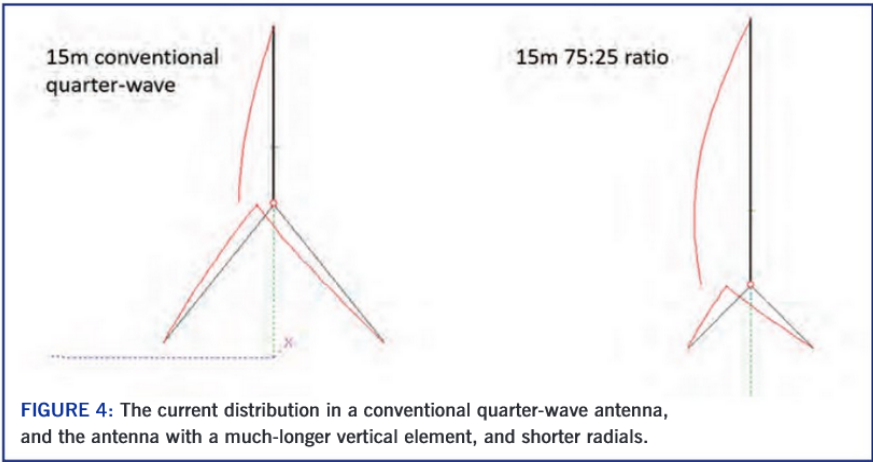 15m conventional
quarter-wave
15m 75:25 ratio
X
FIGURE 4: The current distribution in a conventional quarter-wave antenna,
and the antenna with a much-longer vertical element, and shorter radials.